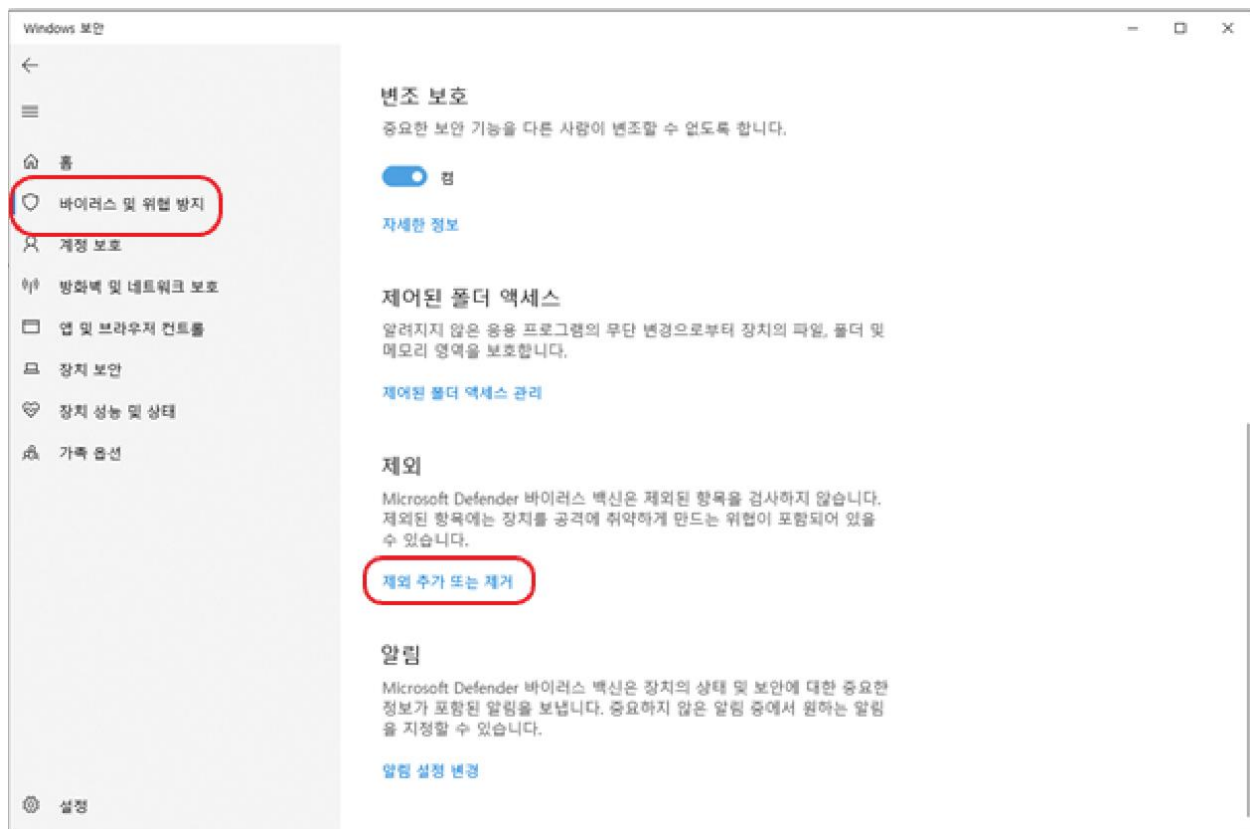 Windows 보안
홈
바이러스 및 위협 방지
계정 보호
방화벽 및 네트워크 보호
앱 및 브라우저 컨트롤
장치 보안
장치 성능 및 상태
가족 옵션
설정
변조 보호
중요한 보안 기능을 다른 사람이 변조할 수 없도록 합니다.
켬
자세한 정보
제어된 폴더 액세스
알려지지 않은 응용 프로그램의 무단 변경으로부터 장치의 파일, 폴더 및
메모리 영역을 보호합니다.
제어된 폴더 액세스 관리
제외
Microsoft Defender 바이러스 백신은 제외된 항목을 검사하지 않습니다.
제외된 항목에는 장치를 공격에 취약하게 만드는 위협이 포함되어 있을
수 있습니다.
제외 추가 또는 제거
알림
Microsoft Defender 바이러스 백신은 장치의 상태 및 보안에 대한 중요한
정보가 포함된 알림을 보냅니다. 중요하지 않은 알림 중에서 원하는 알림
을 지정할 수 있습니다.
알림 설정 변경